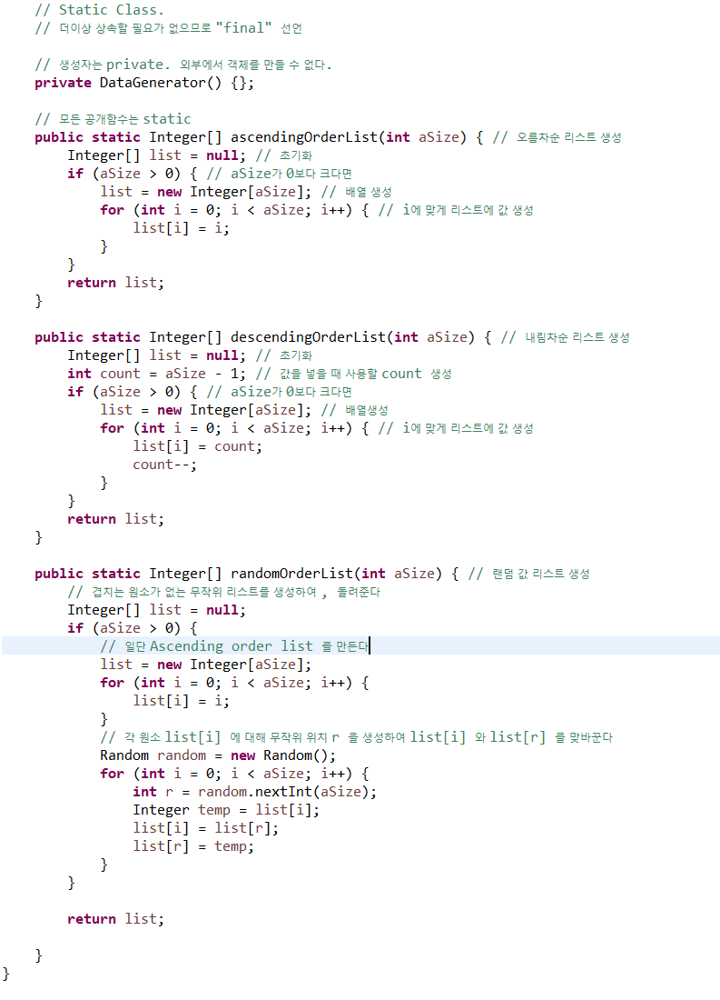 // Static Class.
// 더이상 상속할 필요가 없으므로 "final" 선언
// 생성자는 private. 외부에서 객체를 만들 수 없다.
private DataGenerator() {};
// 모든 공개함수는 static
public static Integer[] ascendingOrderList(int aSize) { // 오름차순 리스트 생성
Integer[] list = null; // 초기화
if (aSize > 0) { // aSize가 0보다 크다면
list = new Integer[aSize]; // 배열 생성
for (int i = 0; i < aSize; i++) { // i에 맞게 리스트에 값 생성
list[i] = i;
}
}
return list;
}
public static Integer[] descendingOrderList(int aSize) { // 내림차순 리스트 생성
Integer[] list = null; // 초기화
int count = aSize - 1; // 값을 넣을 때 사용할 count 생성
if (aSize > 0) { // aSize가 0보다 크다면
list = new Integer[aSize]; // 배열생성
for (int i = 0; i < aSize; i++) { // i에 맞게 리스트에 값 생성
list[i] = count;
count--;
}
}
return list;
}
public static Integer[] randomOrderList(int aSize) { // 랜덤 값 리스트 생성
// 겹치는 원소가 없는 무작위 리스트를 생성하여 , 돌려준다
Integer[] list = null;
if (aSize > 0) {
// 일단 Ascending order list 를 만든다
list = new Integer[aSize];
for (int i = 0; i < aSize; i++) {
list[i] = i;
}
// 각 원소 list[i] 에 대해 무작위 위치 r 을 생성하여 list[i] 와 list[r] 를 맞바꾼다
Random random = new Random();
for (int i = 0; i < aSize; i++) {
int r = random.nextInt(aSize);
Integer temp = list[i];
list[i] = list[r];
list[r] = temp;
}
}
return list;
}
}